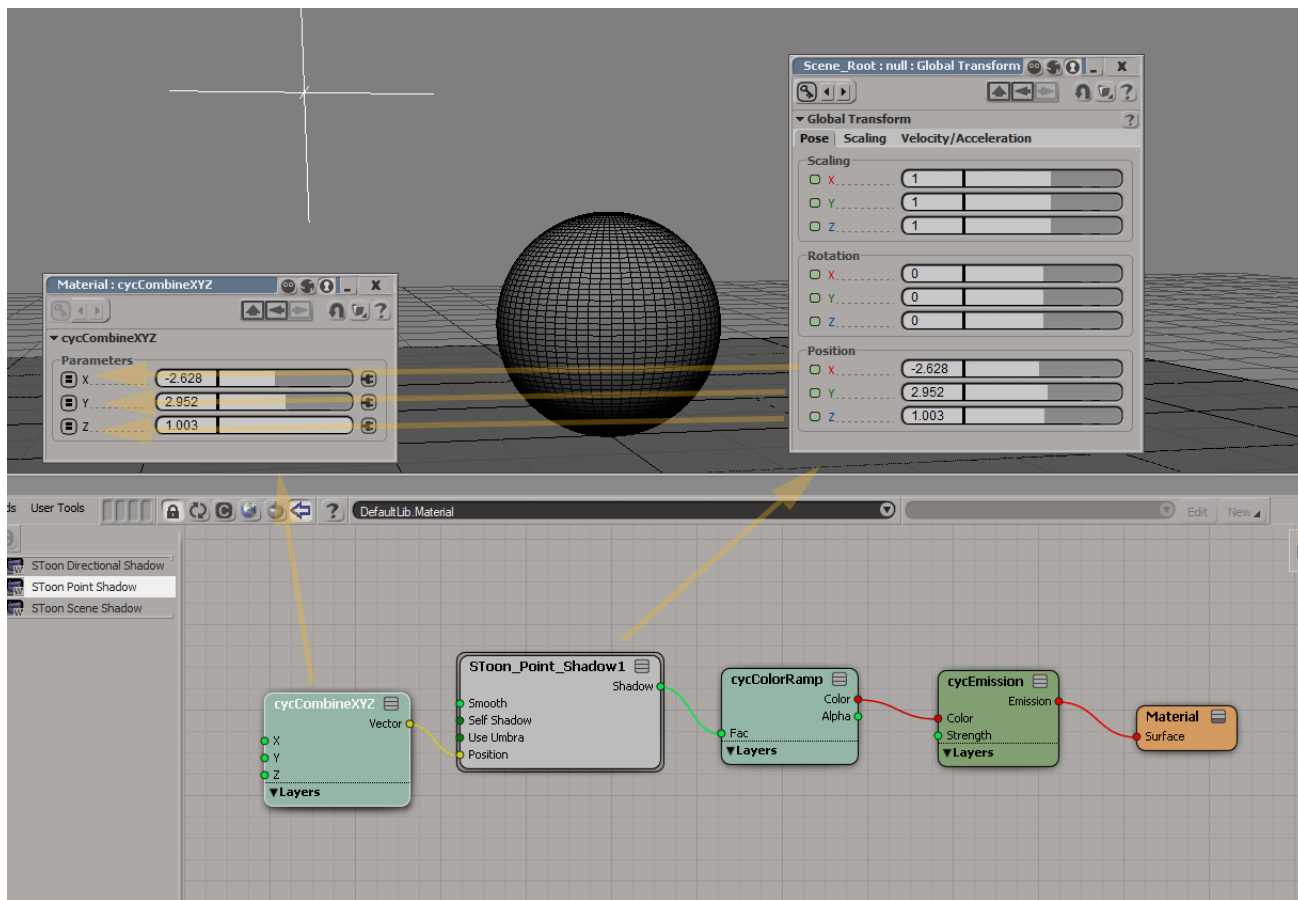 Scene_Root : null : Global Transform
X
?
Global Transform
?
Pose Scaling Velocity/Acceleration
Scaling
X 1
Y 1
Z 1
Rotation
X 0
Y 0
Z 0
Position
X -2.628
Y 2.952
Z 1.003
Material : cycCombineXYZ
X
?
cycCombineXYZ
Parameters
X -2.628
Y 2.952
Z 1.003
ds User Tools C ? DefaultLib.Material Edit New
SToon Directional Shadow
SToon Point Shadow
SToon Scene Shadow
cycCombineXYZ
Vector
X
Y
Z
Layers
SToon_Point_Shadow1
Shadow
Smooth
Self Shadow
Use Umbra
Position
cycColorRamp
Color
Alpha
Fac
Layers
cycEmission
Emission
Color
Strength
Layers
Material
Surface